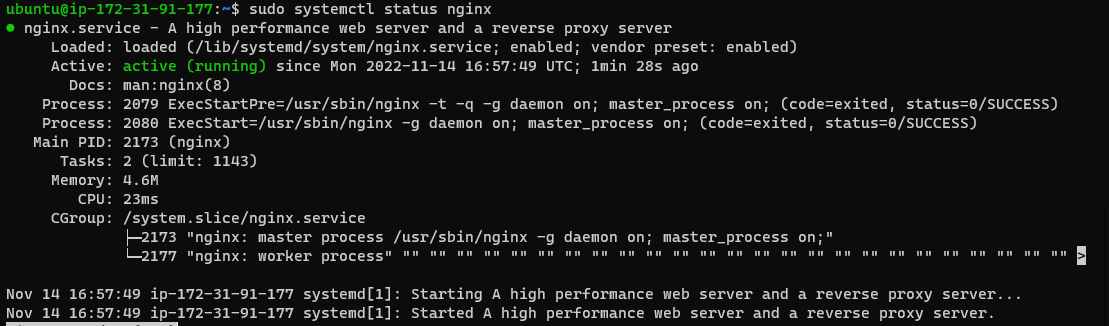 ubuntu@ip-172-31-91-177:~$ sudo systemctl status nginx
● nginx.service - A high performance web server and a reverse proxy server
     Loaded: loaded (/lib/systemd/system/nginx.service; enabled; vendor preset: enabled)
     Active: active (running) since Mon 2022-11-14 16:57:49 UTC; 1min 28s ago
       Docs: man:nginx(8)
    Process: 2079 ExecStartPre=/usr/sbin/nginx -t -q -g daemon on; master_process on; (code=exited, status=0/SUCCESS)
    Process: 2080 ExecStart=/usr/sbin/nginx -g daemon on; master_process on; (code=exited, status=0/SUCCESS)
   Main PID: 2173 (nginx)
      Tasks: 2 (limit: 1143)
     Memory: 4.6M
        CPU: 23ms
     CGroup: /system.slice/nginx.service
             ├─2173 "nginx: master process /usr/sbin/nginx -g daemon on; master_process on;"
             └─2177 "nginx: worker process" "" "" "" "" "" "" "" "" "" "" "" "" "" "" "" "" "" "" "" "" "" "" "" "" "" >
Nov 14 16:57:49 ip-172-31-91-177 systemd[1]: Starting A high performance web server and a reverse proxy server...
Nov 14 16:57:49 ip-172-31-91-177 systemd[1]: Started A high performance web server and a reverse proxy server.